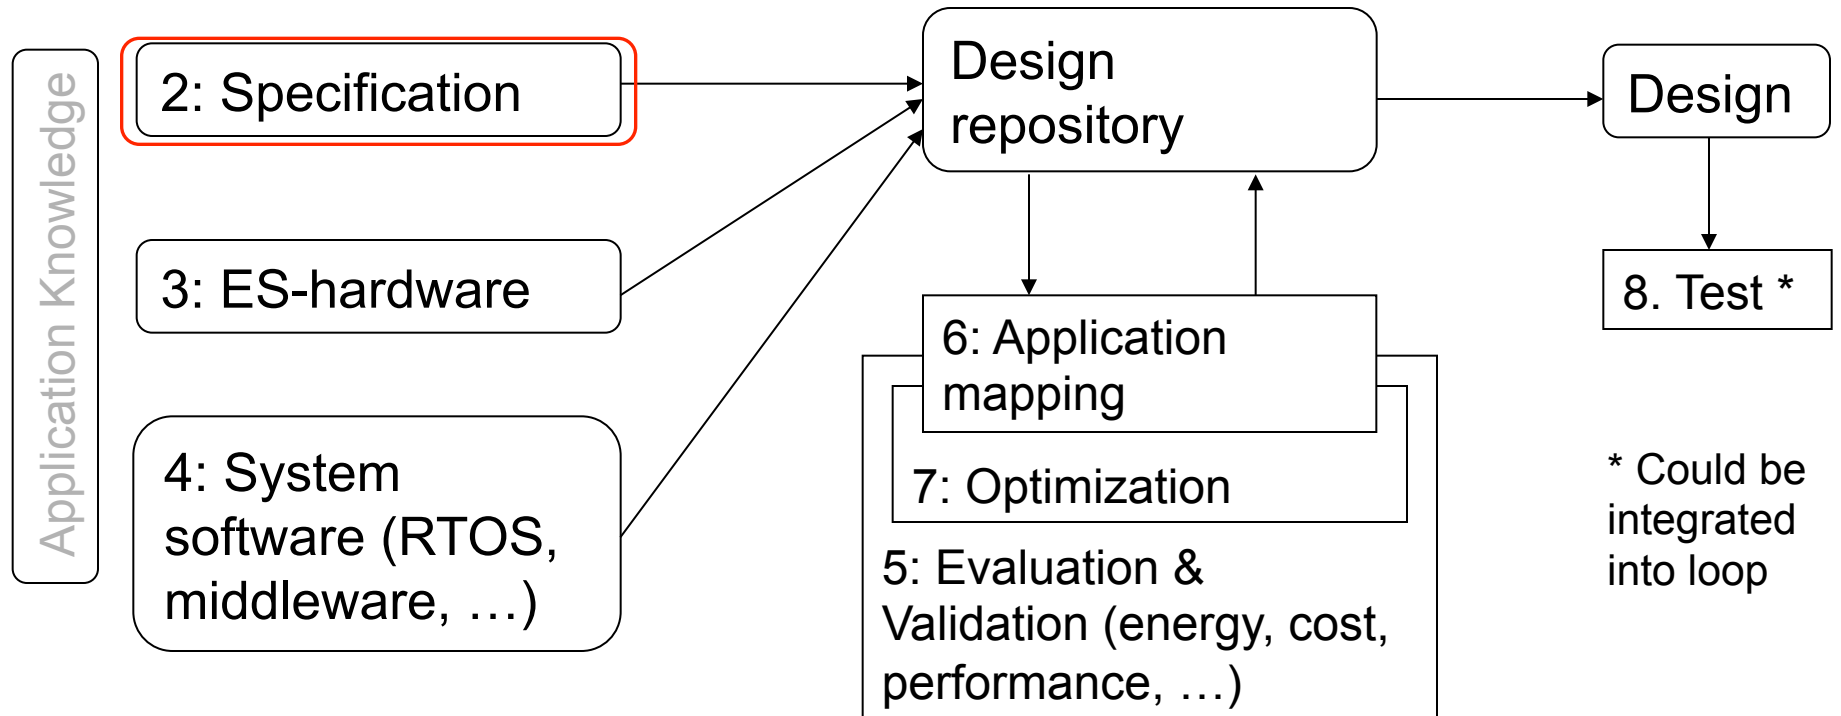 Application Knowledge
2: Specification
3: ES-hardware
4: System
software (RTOS,
middleware, …)
Design
repository
6: Application
mapping
7: Optimization
5: Evaluation &
Validation (energy, cost,
performance, …)
Design
8. Test *
* Could be
integrated
into loop